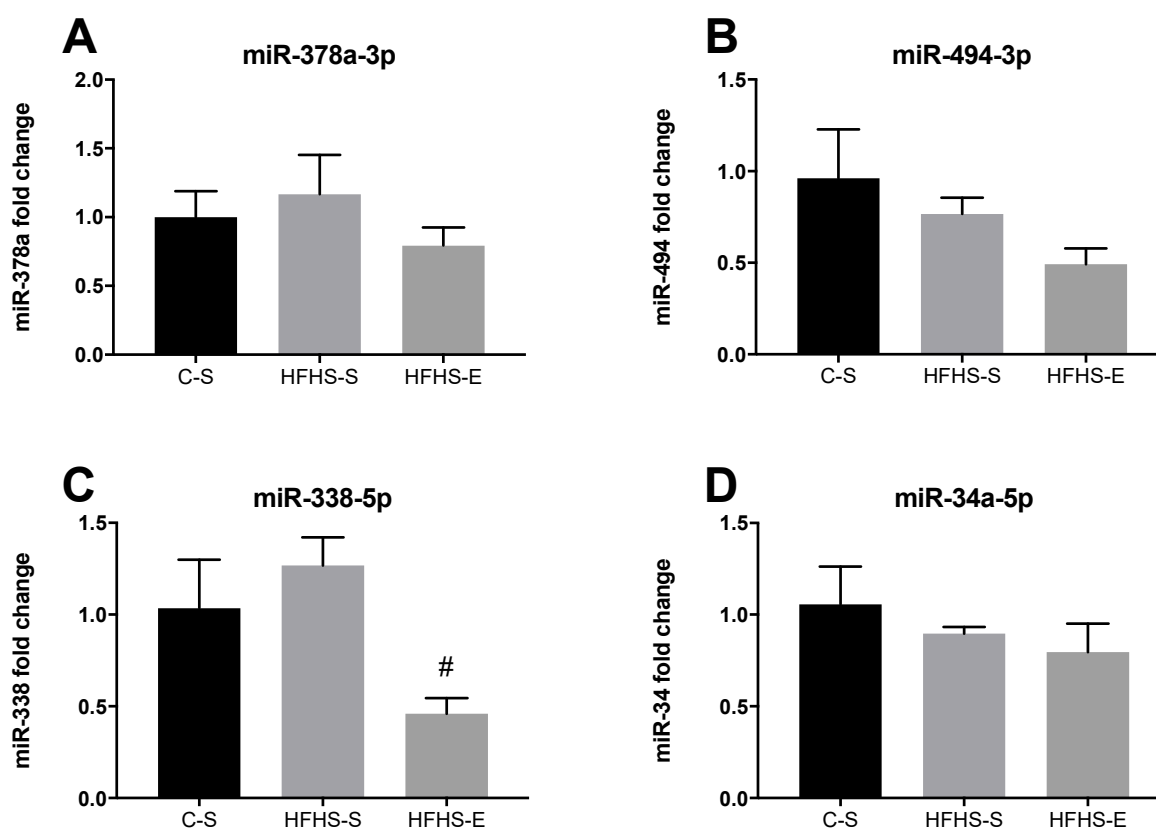 A
miR-378a-3p
miR-378a fold change
2.0
1.5
1.0
0.5
0.0
C-S HFHS-S HFHS-E
B
miR-494-3p
miR-494 fold change
1.5
1.0
0.5
0.0
C-S HFHS-S HFHS-E
C
miR-338-5p
miR-338 fold change
1.5
1.0
0.5
0.0
#
C-S HFHS-S HFHS-E
D
miR-34a-5p
miR-34 fold change
1.5
1.0
0.5
0.0
C-S HFHS-S HFHS-E